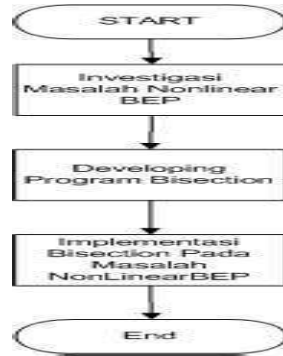 START
Investigasi
Masalah Nonlinear
BEP
Developing
Program Bisection
Implementasi
Bisection Pada
Masalah
NonLinearBEP
End